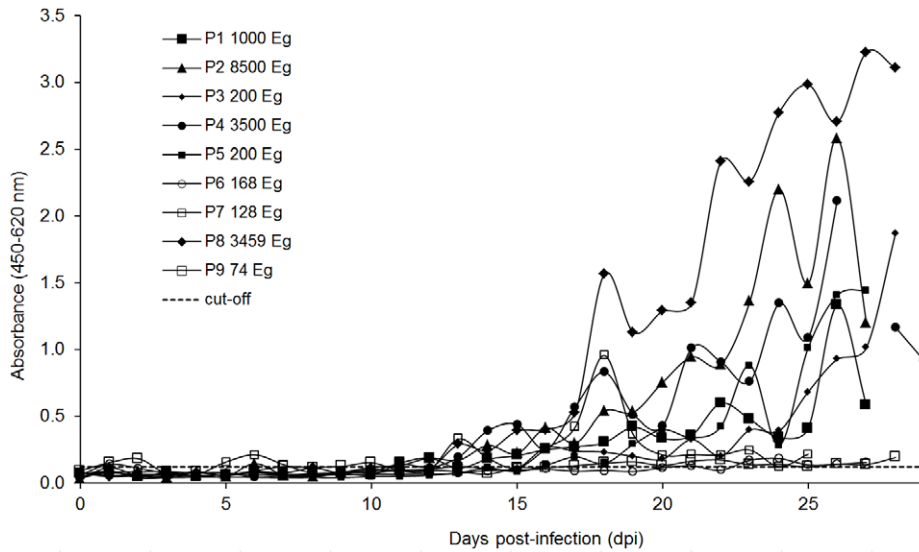 3.5
3.0
2.5
2.0
1.5
1.0
0.5
0.0
Absorbance (450-620 nm)
P1 1000 Eg
P2 8500 Eg
P3 200 Eg
P4 3500 Eg
P5 200 Eg
P6 168 Eg
P7 128 Eg
P8 3459 Eg
P9 74 Eg
cut-off
0 5 10 15 20 25
Days post-infection (dpi)